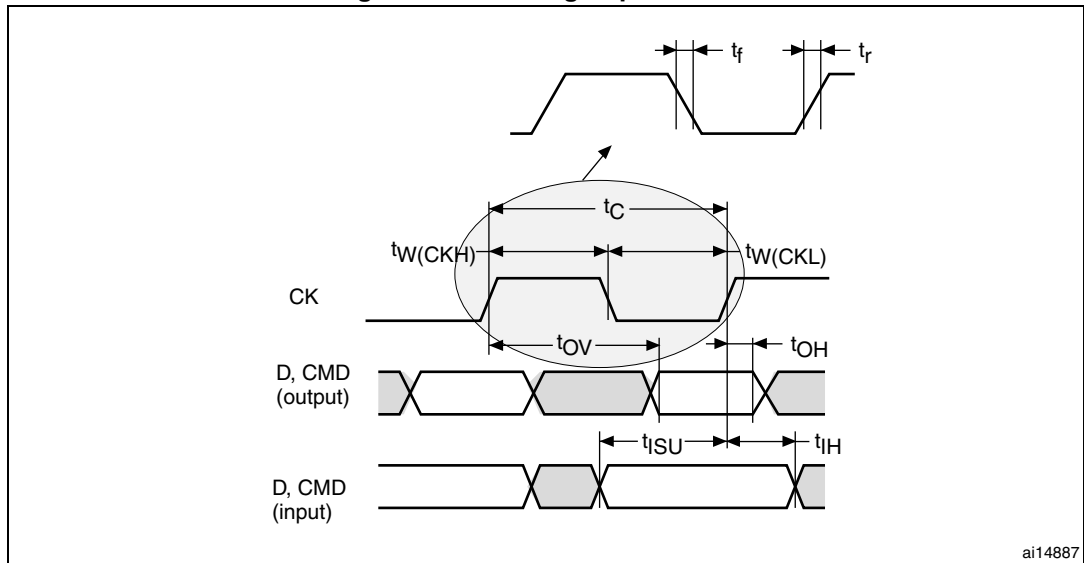 tf
tr
tC
tW(CKH)
tW(CKL)
CK
tOV
tOH
D, CMD
(output)
tISU
tIH
D, CMD
(input)
ai14887